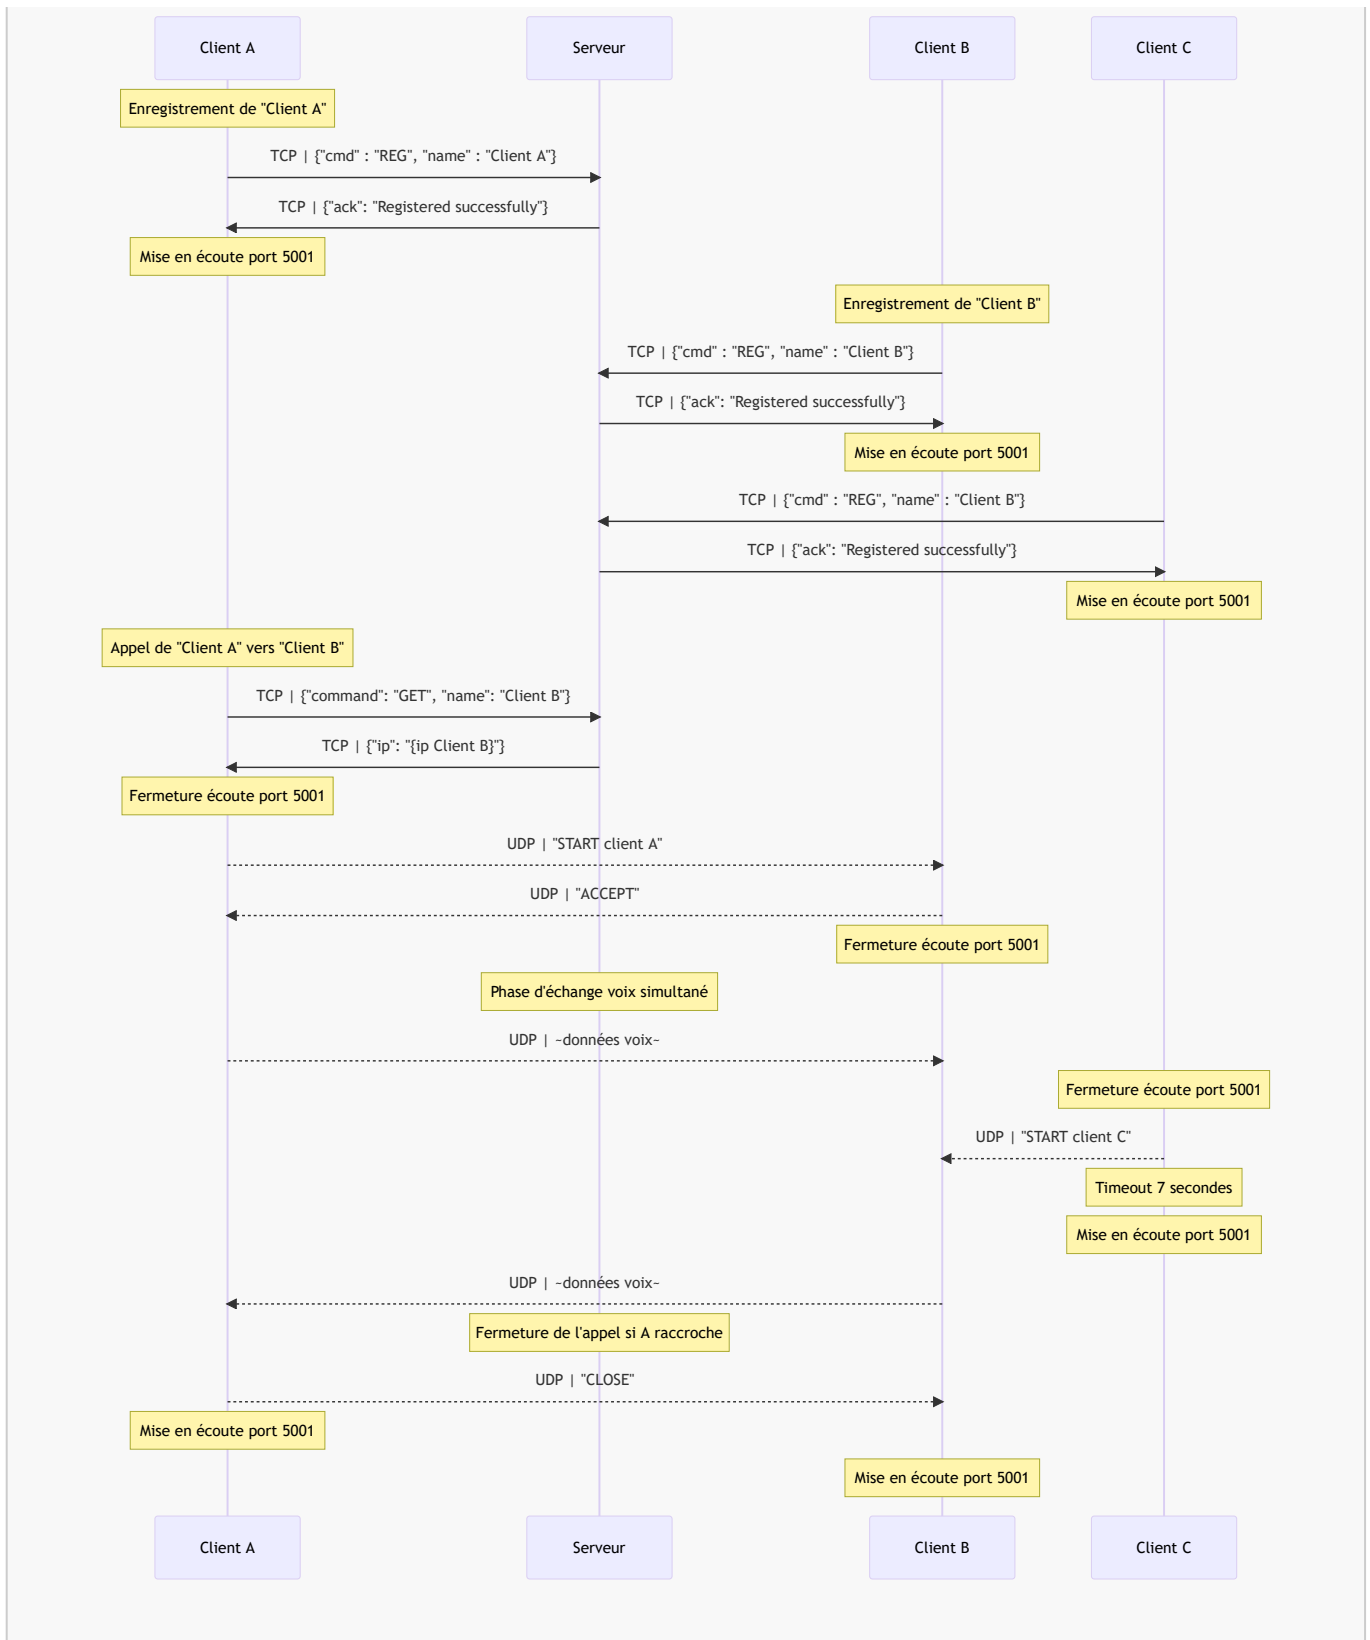 Client A
Serveur
Client B
Client C
Enregistrement de "Client A"
TCP | {"cmd" : "REG", "name" : "Client A"}
TCP | {"ack": "Registered successfully"}
Mise en écoute port 5001
Enregistrement de "Client B"
TCP | {"cmd" : "REG", "name" : "Client B"}
TCP | {"ack": "Registered successfully"}
Mise en écoute port 5001
TCP | {"cmd" : "REG", "name" : "Client B"}
TCP | {"ack": "Registered successfully"}
Mise en écoute port 5001
Appel de "Client A" vers "Client B"
TCP | {"command": "GET", "name": "Client B"}
TCP | {"ip": "{ip Client B}"}
Fermeture écoute port 5001
UDP | "START client A"
UDP | "ACCEPT"
Fermeture écoute port 5001
Phase d'échange voix simultané
UDP | ~données voix~
Fermeture écoute port 5001
UDP | "START client C"
Timeout 7 secondes
Mise en écoute port 5001
UDP | ~données voix~
Fermeture de l'appel si A raccroche
UDP | "CLOSE"
Mise en écoute port 5001
Mise en écoute port 5001
Client A
Serveur
Client B
Client C